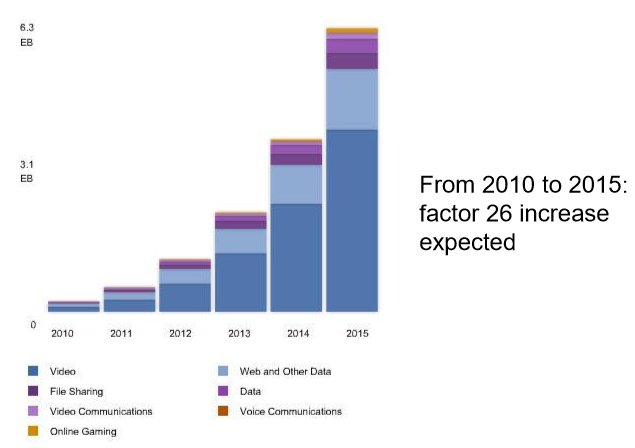 6.3
EB
3.1
EB
From 2010 to 2015:
factor 26 increase
expected
0
2010 2011 2012 2013 2014 2015
Video Web and Other Data
File Sharing Data
Video Communications Voice Communications
Online Gaming